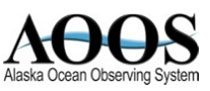 AOOS
Alaska Ocean Observing System